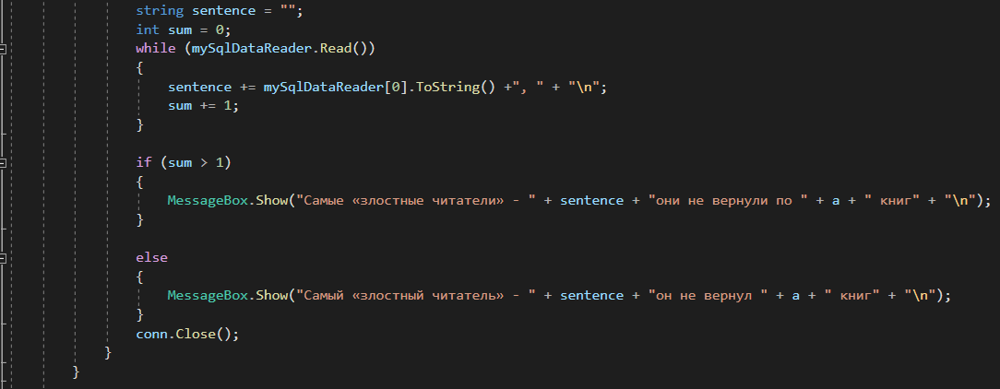 string sentence = "";
int sum = 0;
while (mySqlDataReader.Read())
{
sentence += mySqlDataReader[0].ToString() +", " + "\n";
sum += 1;
}
if (sum > 1)
{
MessageBox.Show("Самые «злостные читатели» - " + sentence + "они не вернули по " + a + " книг" + "\n");
}
else
{
MessageBox.Show("Самый «злостный читатель» - " + sentence + "он не вернул " + a + " книг" + "\n");
}
conn.Close();
}
}